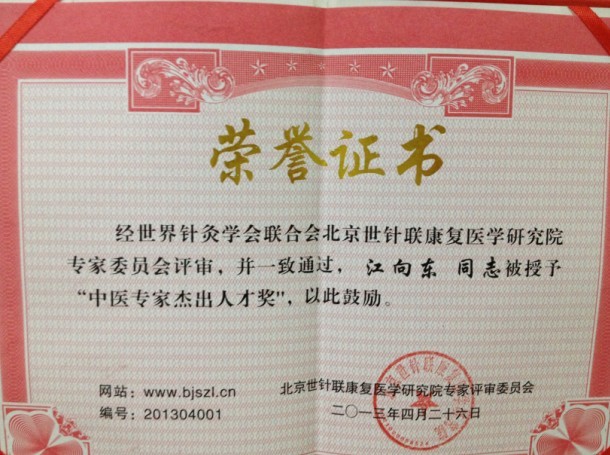 荣誉证书
经世界针灸学会联合会北京世针联康复医学研究院
专家委员会评审，并一致通过，江向东 同志被授予
“中医专家杰出人才奖"，以此鼓励。
网站：www.bjszl.cn
北京世针联康复医学研究院专家评审委员会
编号：201304001
二〇一三年四月二十六日